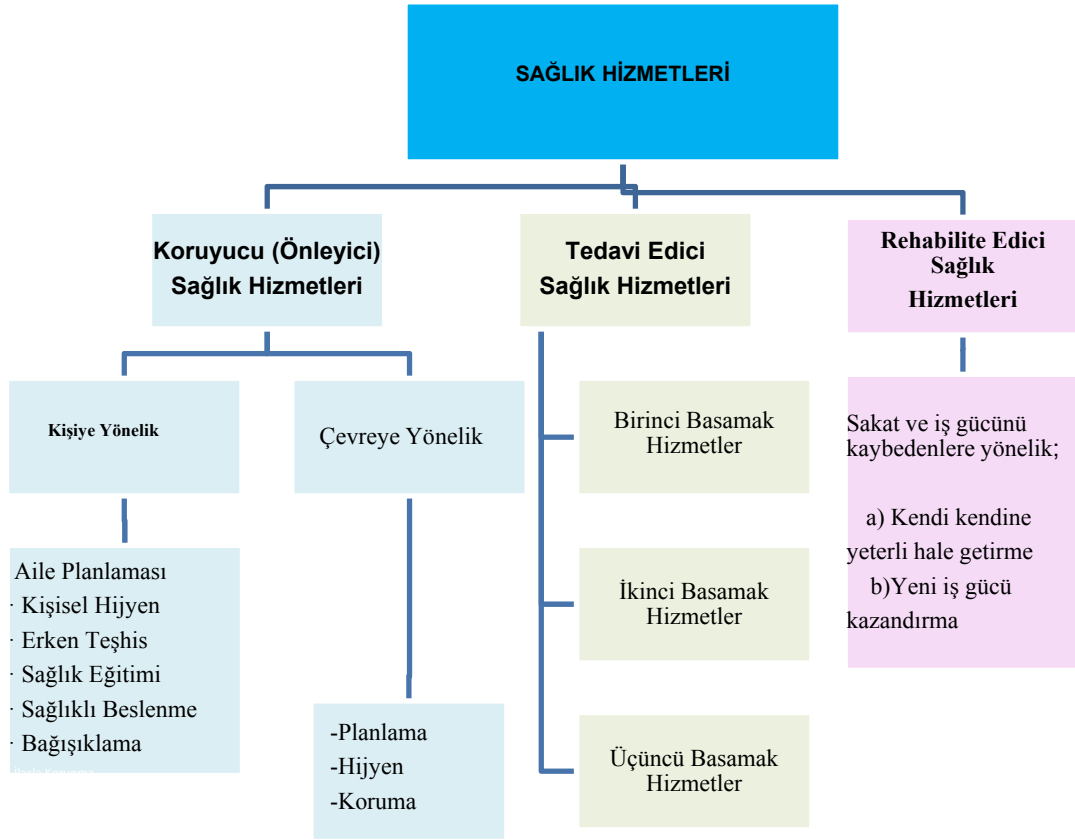 SAĞLIK HİZMETLERİ
Koruyucu (Önleyici)
Sağlık Hizmetleri
Tedavi Edici
Sağlık Hizmetleri
Rehabilite Edici
Sağlık
Hizmetleri
Kişiye Yönelik
Çevreye Yönelik
Birinci Basamak
Hizmetler
Sakat ve iş gücünü
kaybedenlere yönelik;
a) Kendi kendine
yeterli hale getirme
b)Yeni iş gücü
kazandırma
Aile Planlaması
· Kişisel Hijyen
· Erken Teşhis
· Sağlık Eğitimi
· Sağlıklı Beslenme
· Bağışıklama
İkinci Basamak
Hizmetler
-Planlama
-Hijyen
-Koruma
Üçüncü Basamak
Hizmetler